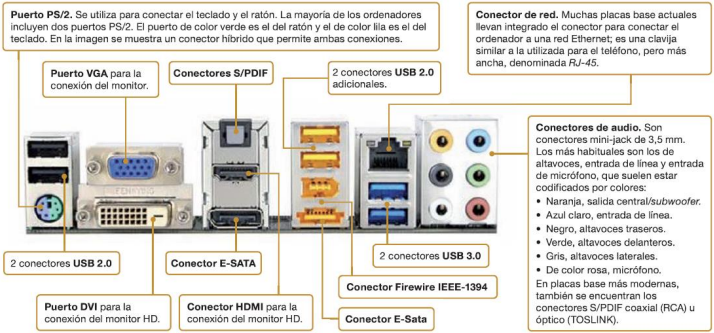 Puerto PS/2. Se utiliza para conectar el teclado y el ratón. La mayoría de los ordenadores
incluyen dos puertos PS/2. El puerto de color verde es el del ratón y el de color lila es el del
teclado. En la imagen se muestra un conector híbrido que permite ambas conexiones.
Conector de red. Muchas placas base actuales
llevan integrado el conector para conectar el
ordenador a una red Ethernet; es una clavija
similar a la utilizada para el teléfono, pero más
ancha, denominada RJ-45.
Puerto VGA para la
conexión del monitor.
Conectores S/PDIF
2 conectores USB 2.0
adicionales.
Conectores de audio. Son
conectores mini-jack de 3,5 mm.
Los más habituales son los de
altavoces, entrada de línea y entrada
de micrófono, que suelen estar
codificados por colores:
• Naranja, salida central/subwoofer.
• Azul claro, entrada de línea.
• Negro, altavoces traseros.
• Verde, altavoces delanteros.
• Gris, altavoces laterales.
• De color rosa, micrófono.
En placas base más modernas,
también se encuentran los
conectores S/PDIF coaxial (RCA) u
óptico (TOSLINK).
2 conectores USB 2.0
Conector E-SATA
2 conectores USB 3.0
Conector Firewire IEEE-1394
Puerto DVI para la
conexión del monitor HD.
Conector HDMI para la
conexión del monitor HD.
Conector E-Sata